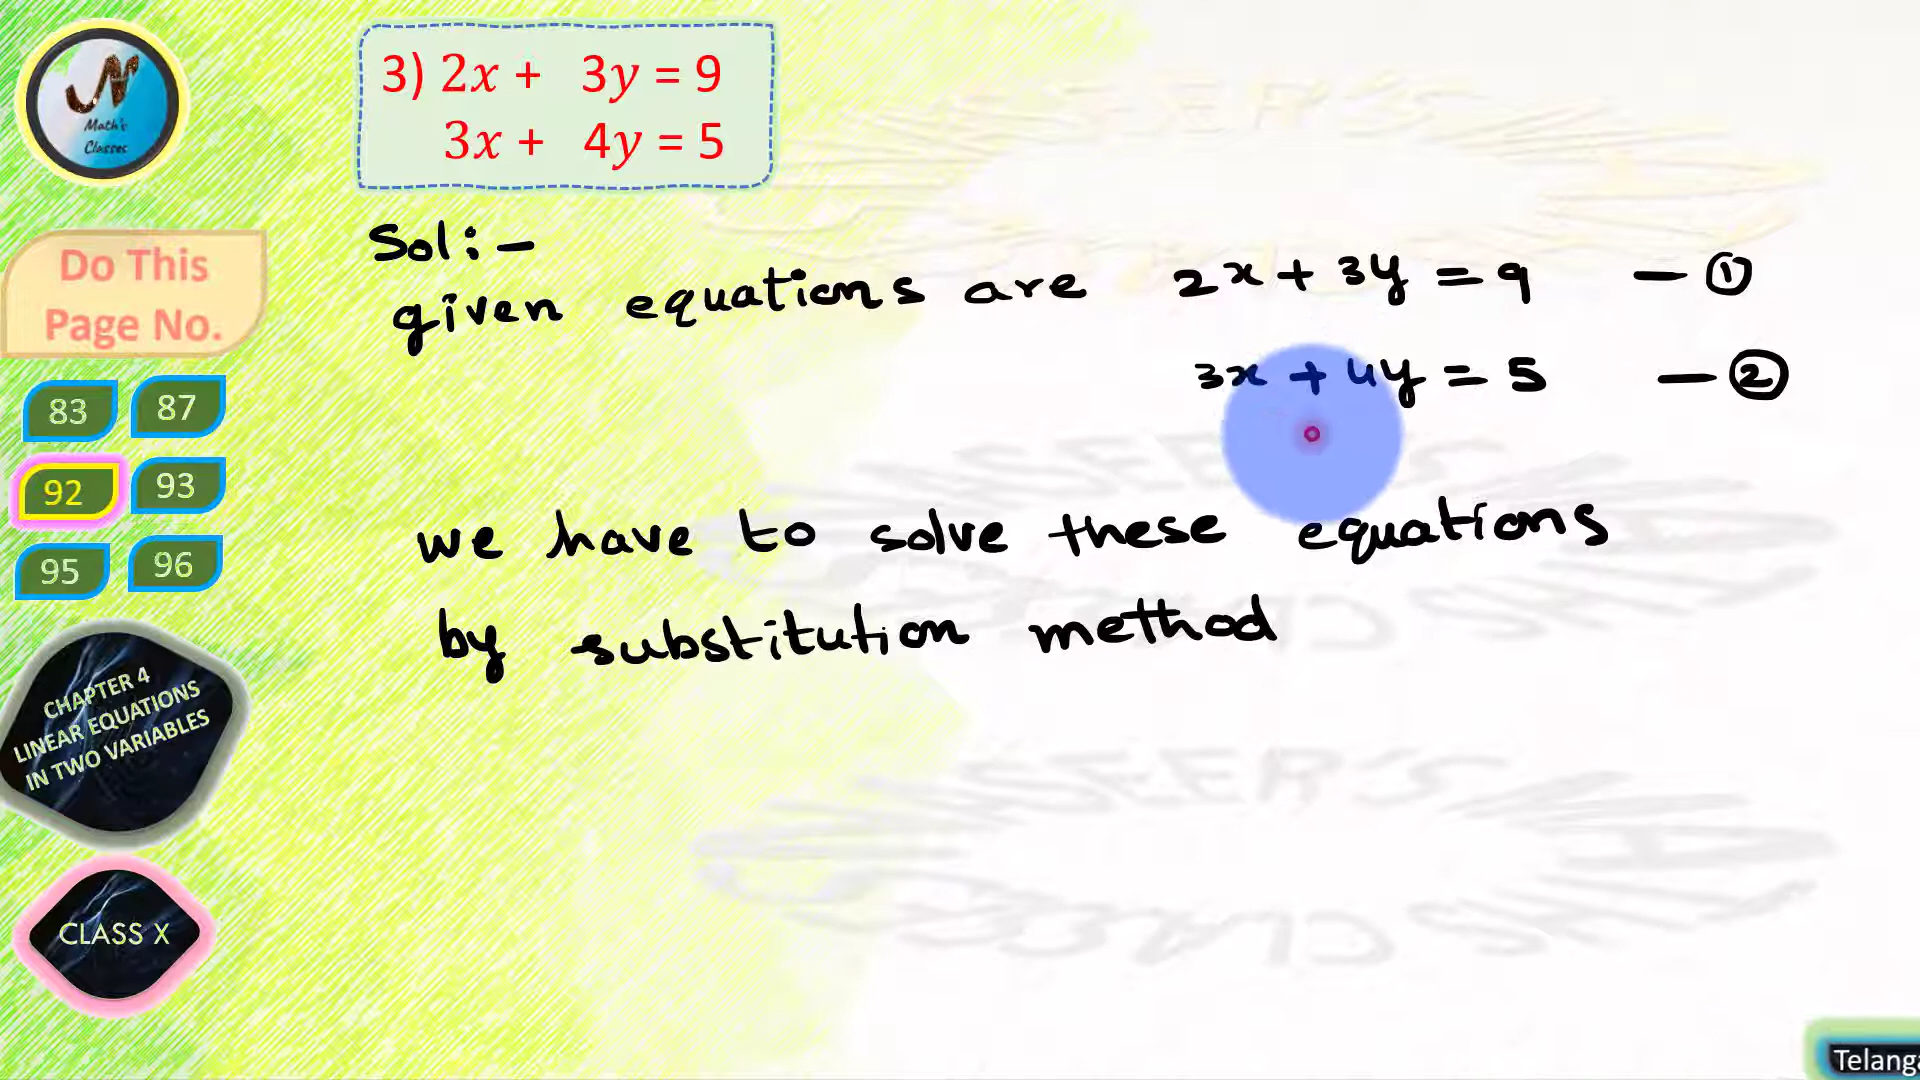 N
Math's
Classes
3) 2x + 3y = 9
3x + 4y = 5
Do This
Page No.
83 87
92 93
95 96
CHAPTER 4
LINEAR EQUATIONS
IN TWO VARIABLES
CLASS X
Sol:-
given equations are 2x + 3y = 9 — ①
3x + 4y = 5 — ②
we have to solve these equations
by substitution method
Telanga